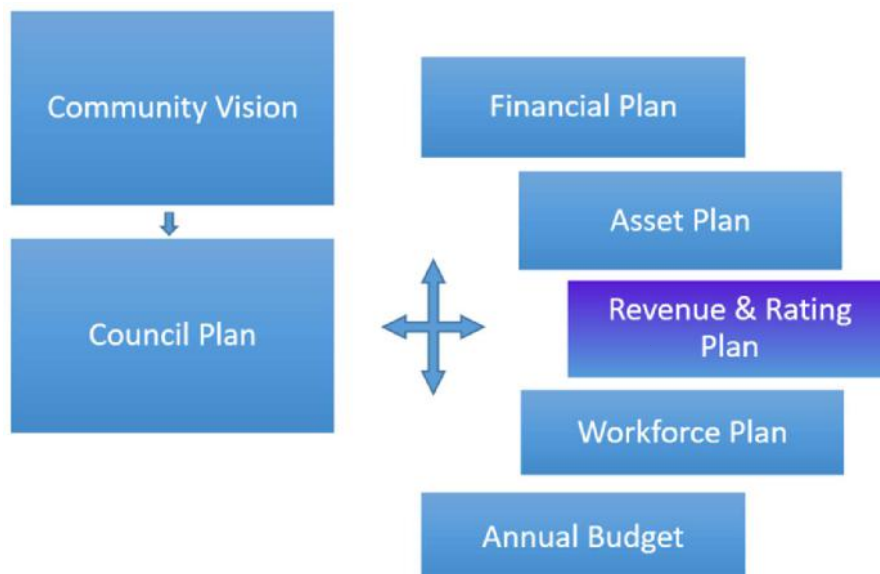 Community Vision
Council Plan
Financial Plan
Asset Plan
Revenue & Rating
Plan
Workforce Plan
Annual Budget